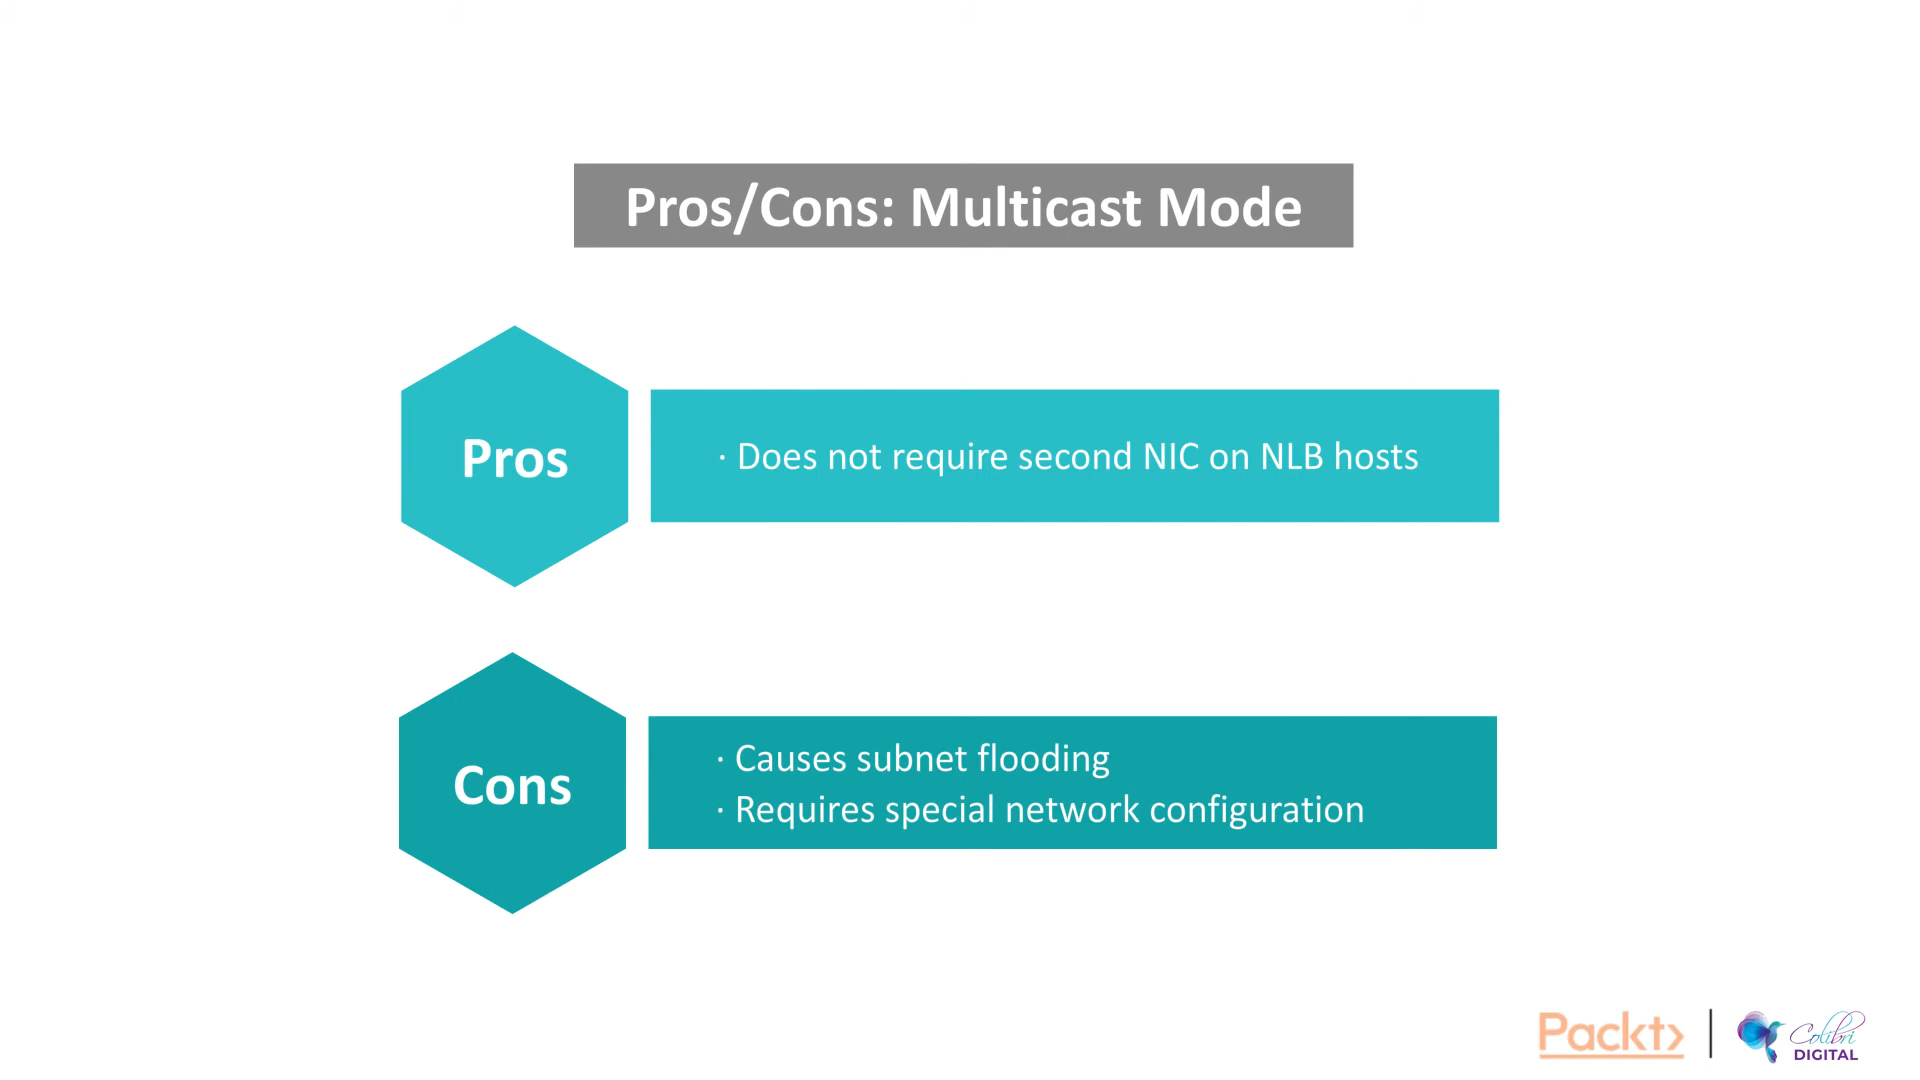 Pros/Cons: Multicast Mode
Pros
· Does not require second NIC on NLB hosts
Cons
· Causes subnet flooding
· Requires special network configuration
Packt>
Colibri
DIGITAL